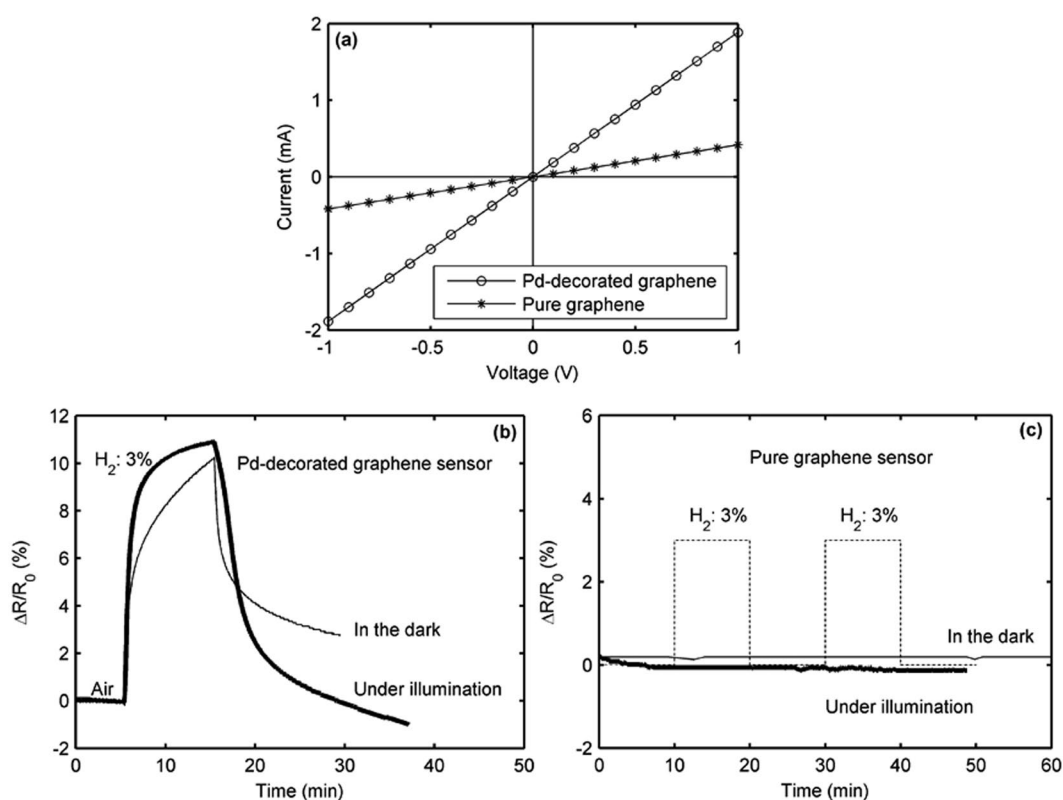 (a)
2
1
0
-1
-2
Current (mA)
Pd-decorated graphene
Pure graphene
-1 -0.5 0 0.5 1
Voltage (V)
(b)
12
10
8
6
4
2
0
-2
ΔR/R0 (%)
H2: 3%
Pd-decorated graphene sensor
In the dark
Air
Under illumination
0 10 20 30 40 50
Time (min)
(c)
6
4
2
0
-2
ΔR/R0 (%)
Pure graphene sensor
H2: 3% H2: 3%
In the dark
Under illumination
0 10 20 30 40 50 60
Time (min)